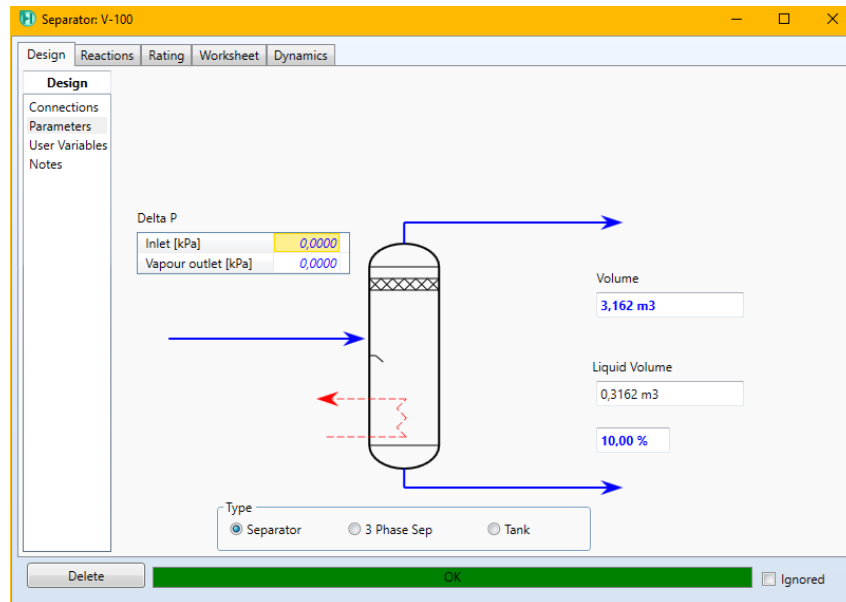 Separator: V-100
Design Reactions Rating Worksheet Dynamics
Design
Connections
Parameters
User Variables
Notes
Delta P
Inlet [kPa] 0,0000
Vapour outlet [kPa] 0,0000
Volume
3,162 m3
Liquid Volume
0,3162 m3
10,00 %
Type
Separator 3 Phase Sep Tank
Delete OK Ignored